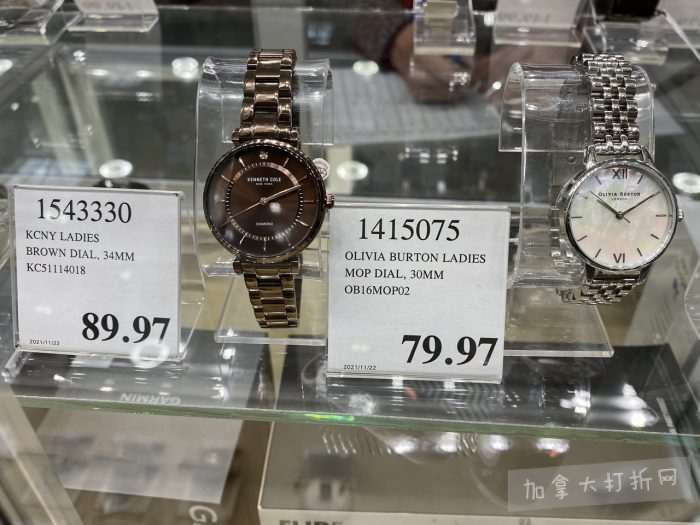 1543330
KCNY LADIES
BROWN DIAL, 34MM
KC51114018
89.97
2021/11/22
KENNETH COLE
NEW YORK
1415075
OLIVIA BURTON LADIES
MOP DIAL, 30MM
OB16MOP02
79.97
2021/11/22
XII
OLIVIA BURTON
LONDON
GARMIN
加拿大打折网